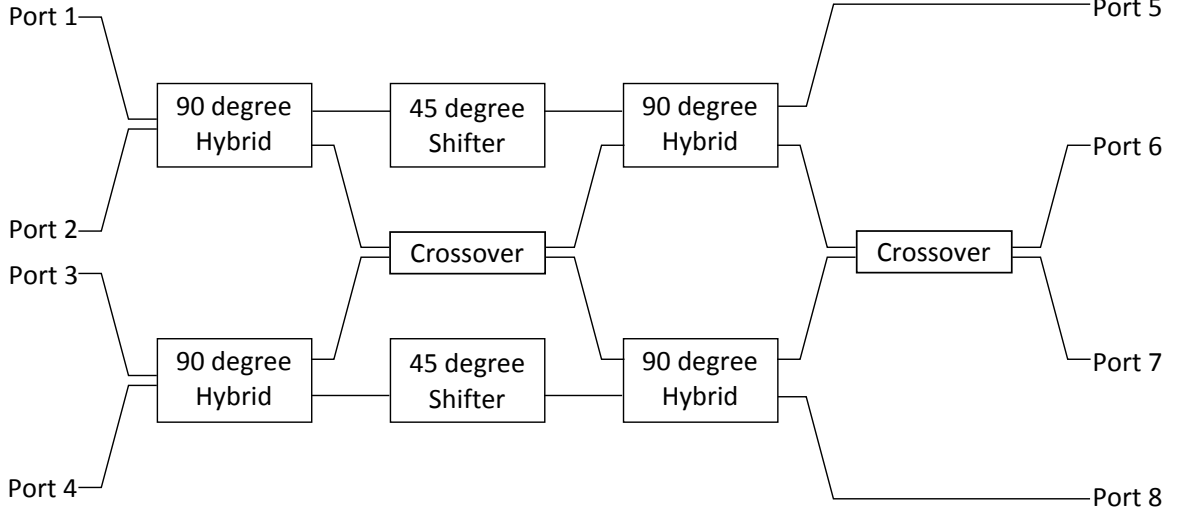 Port 1
Port 5
90 degree
Hybrid
45 degree
Shifter
90 degree
Hybrid
Port 6
Port 2
Crossover
Crossover
Port 3
90 degree
Hybrid
45 degree
Shifter
90 degree
Hybrid
Port 7
Port 4
Port 8